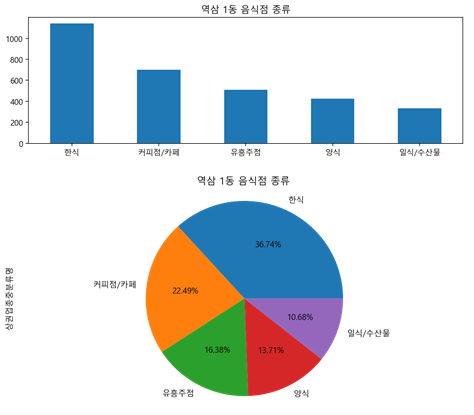 역삼 1동 음식점 종류
1000
800
600
400
200
0
한식 커피점/카페 유흥주점 양식 일식/수산물
역삼 1동 음식점 종류
한식
36.74%
커피점/카페
22.49%
10.68%
일식/수산물
16.38% 13.71%
유흥주점 양식
상권업종중분류명